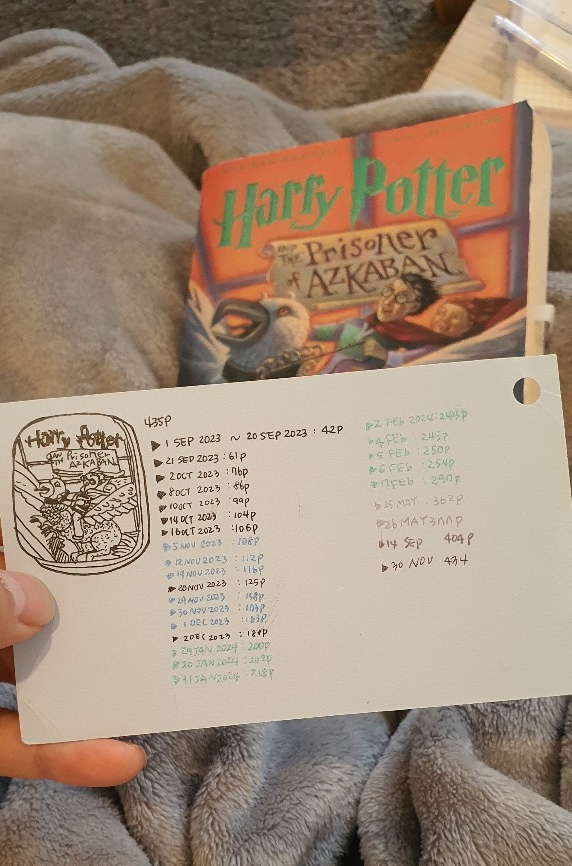 Harry Potter
AND THE Prisoner
of AZKABAN
Harry Potter
AND THE Prisoner
of AZKABAN
435P
▶ 1 SEP 2023 ~ 20 SEP 2023 : 42P
▶ 21 SEP 2023 : 61p
▶ 2 OCT 2023 : 76p
▶ 8 OCT 2023 : 86p
▶ 10 OCT 2023 : 99p
▶ 14 OCT 2023 : 104p
▶ 16 OCT 2023 : 106p
▶ 5 NOV 2023 : 108p
▶ 12 NOV 2023 : 112p
▶ 19 NOV 2023 : 116p
▶ 20 NOV 2023 : 125p
▶ 29 NOV 2023 : 158p
▶ 30 NOV 2023 :
▶ 1 DEC 2023 : 183p
▶ 2 DEC 2023 :
▶ 29 JAN 2024 : 200p
▶ 30 JAN 2024 : 202p
▶ 31 JAN 2024 : 218p
▶ 2 FEB 2024 :
▶ 4 FEB : 245p
▶ 5 FEB : 250p
▶ 6 FEB : 254p
▶ FEB : 290p
▶ 25 MAY : 362p
▶ 26 MAY
▶ 14 SEP 404p
▶ 30 NOV 434